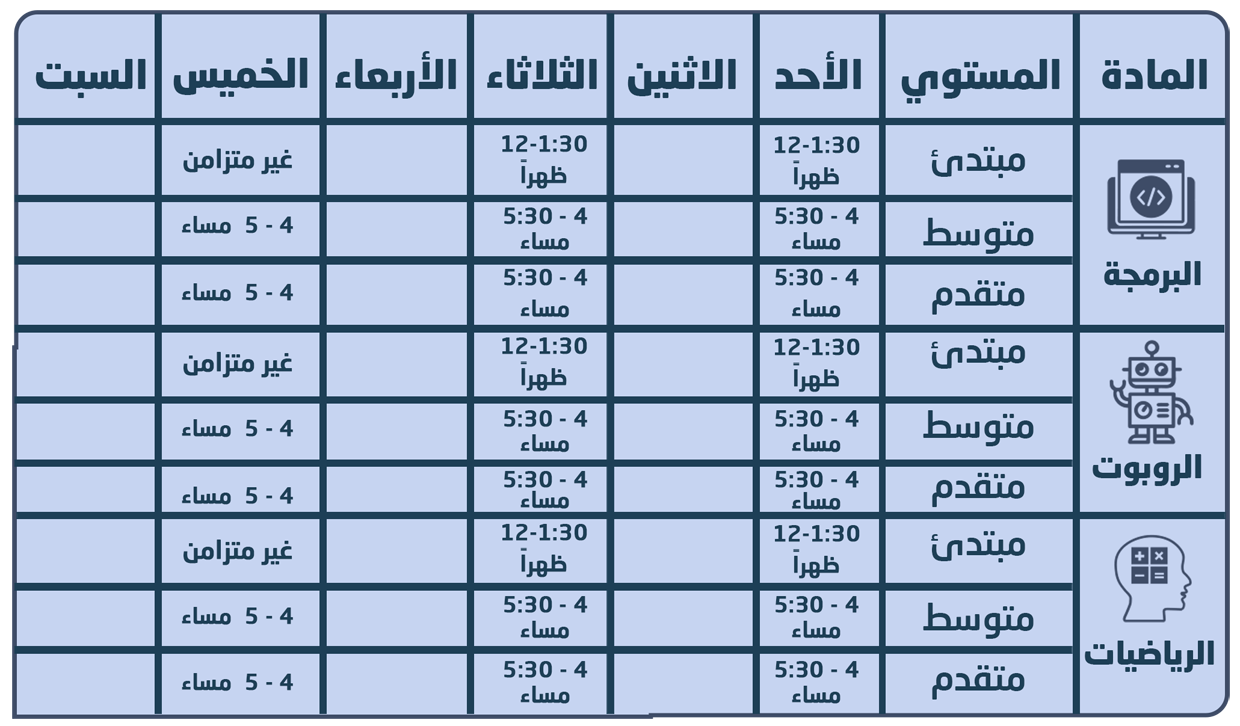 المادة المستوي الأحد الاثنين الثلاثاء الأربعاء الخميس السبت
البرمجة
مبتدئ 12-1:30 ظهراً 12-1:30 ظهراً غير متزامن
متوسط 4 - 5:30 مساء 4 - 5:30 مساء 4 - 5 مساء
متقدم 4 - 5:30 مساء 4 - 5:30 مساء 4 - 5 مساء
الروبوت
مبتدئ 12-1:30 ظهراً 12-1:30 ظهراً غير متزامن
متوسط 4 - 5:30 مساء 4 - 5:30 مساء 4 - 5 مساء
متقدم 4 - 5:30 مساء 4 - 5:30 مساء 4 - 5 مساء
الرياضيات
مبتدئ 12-1:30 ظهراً 12-1:30 ظهراً غير متزامن
متوسط 4 - 5:30 مساء 4 - 5:30 مساء 4 - 5 مساء
متقدم 4 - 5:30 مساء 4 - 5:30 مساء 4 - 5 مساء